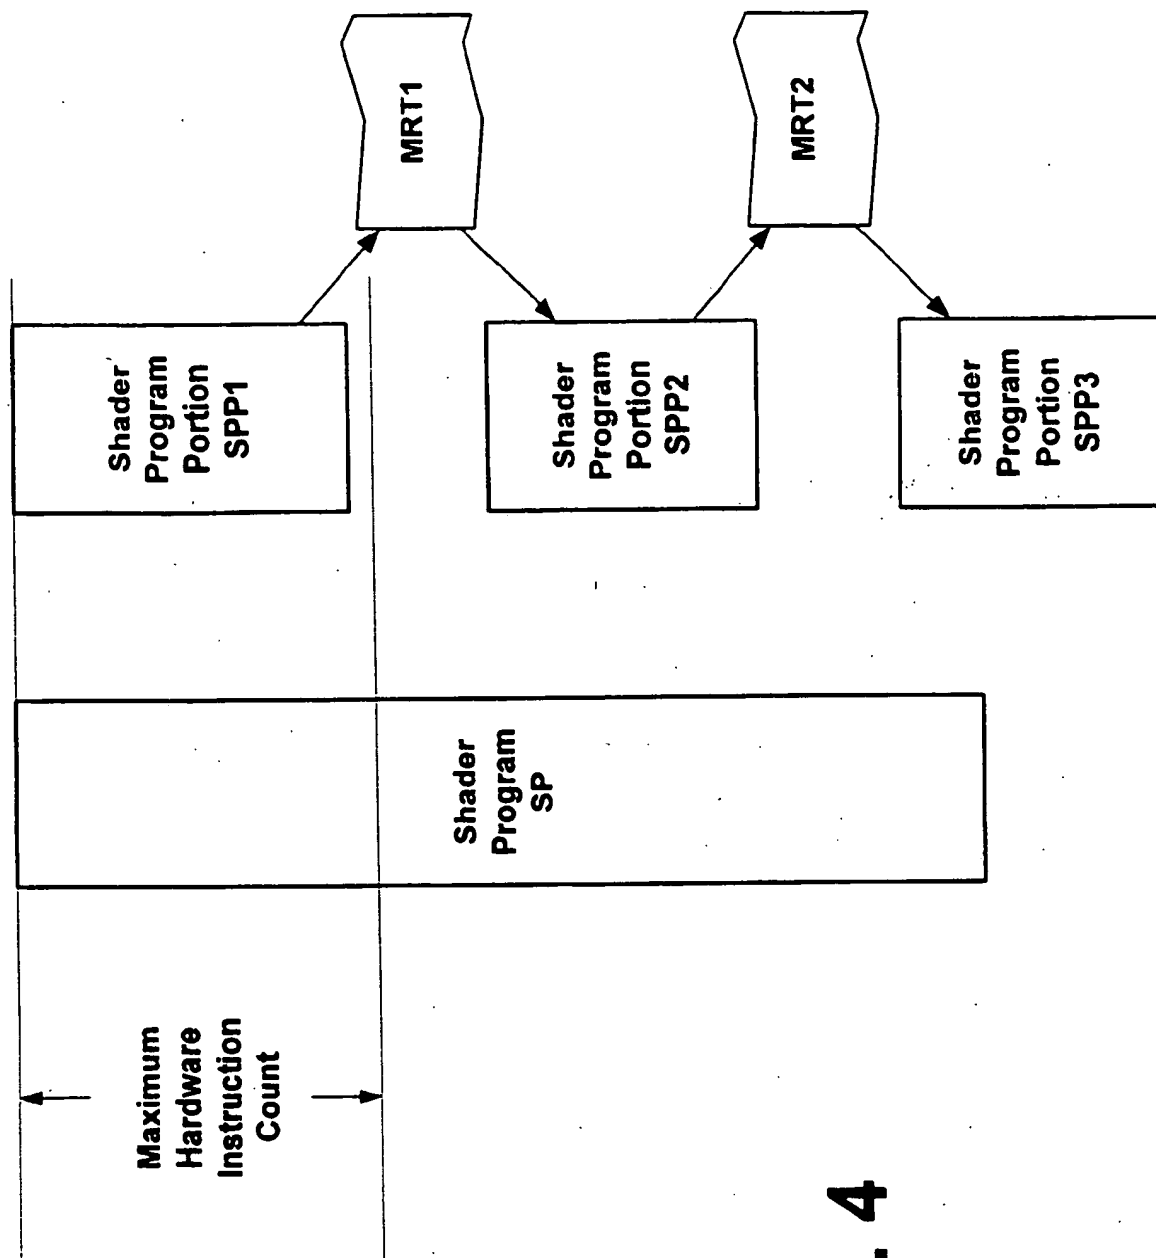 Maximum
Hardware
Instruction
Count
Shader
Program
SP
Shader
Program
Portion
SPP1
Shader
Program
Portion
SPP2
Shader
Program
Portion
SPP3
MRT1
MRT2
. 4